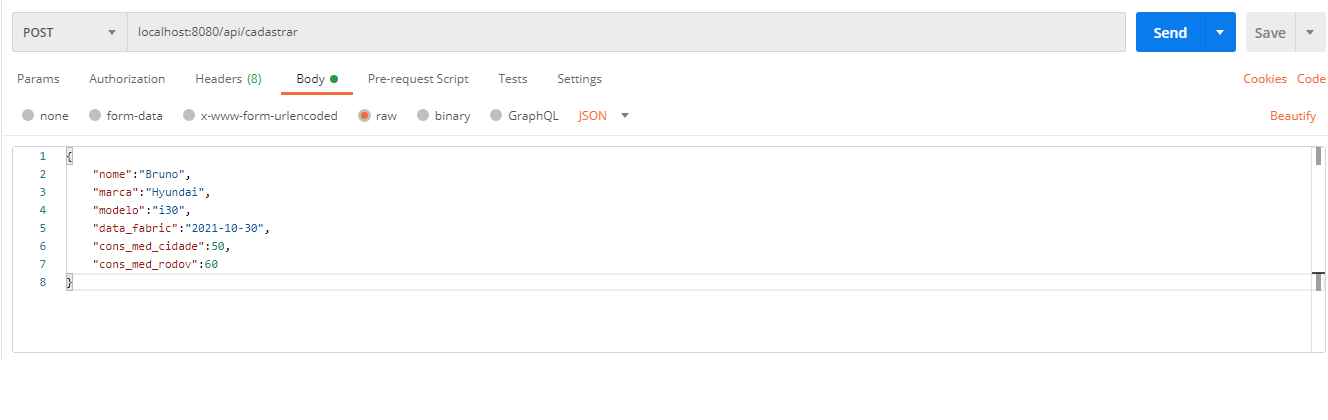 POST localhost:8080/api/cadastrar Send Save
Params Authorization Headers (8) Body Pre-request Script Tests Settings Cookies Code
none form-data x-www-form-urlencoded raw binary GraphQL JSON Beautify
1 {
2 "nome":"Bruno",
3 "marca":"Hyundai",
4 "modelo":"i30",
5 "data_fabric":"2021-10-30",
6 "cons_med_cidade":50,
7 "cons_med_rodov":60
8 }